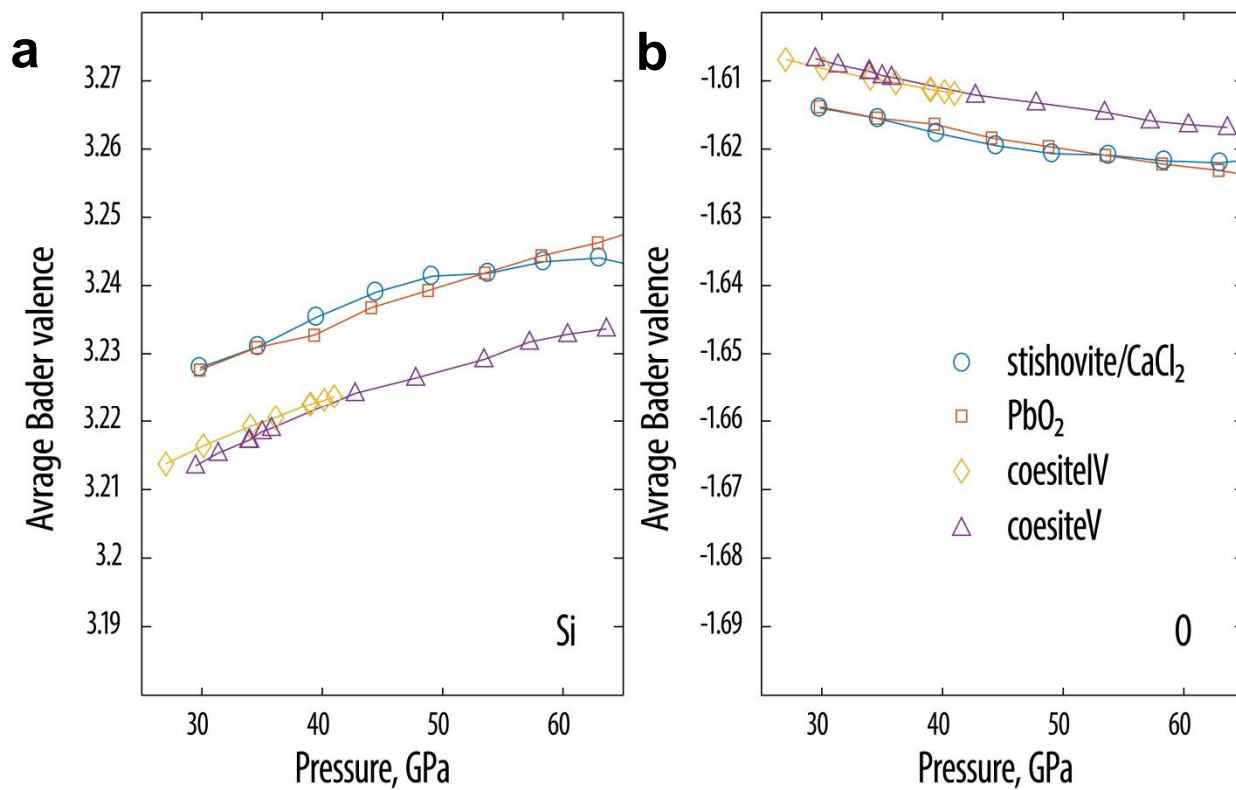 a
3.27
3.26
3.25
3.24
3.23
3.22
3.21
3.2
3.19
Avrage Bader valence
Si
30 40 50 60
Pressure, GPa
b
-1.61
-1.62
-1.63
-1.64
-1.65
-1.66
-1.67
-1.68
-1.69
Avrage Bader valence
stishovite/CaCl₂
PbO₂
coesiteIV
coesiteV
O
30 40 50 60
Pressure, GPa